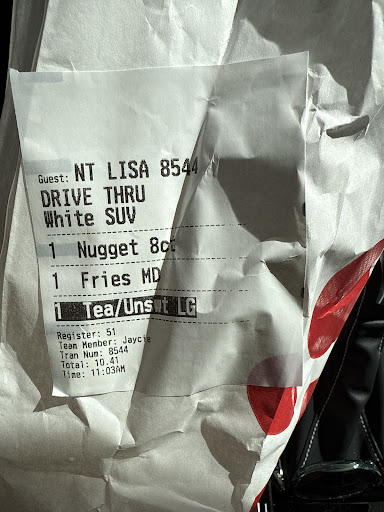 Guest: NT LISA 8544
DRIVE THRU
White SUV
1 Nugget 8ct
1 Fries MD
1 Tea/Unswt LG
Register: 51
Team Member: Jaycie
Tran Num: 8544
Total: 10.41
Time: 11:03AM